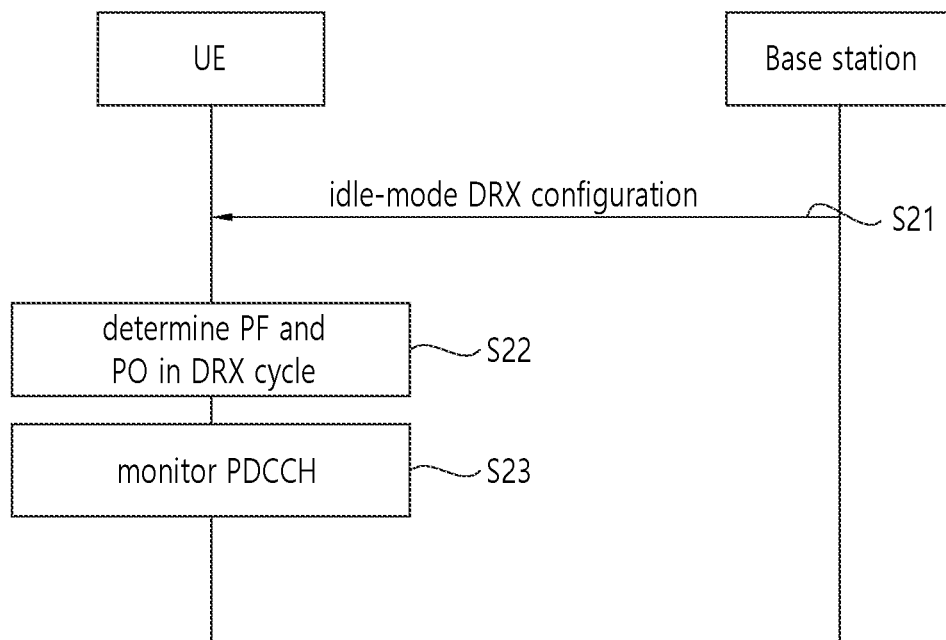 UE
Base station
idle-mode DRX configuration
S21
determine PF and
PO in DRX cycle
S22
monitor PDCCH
S23